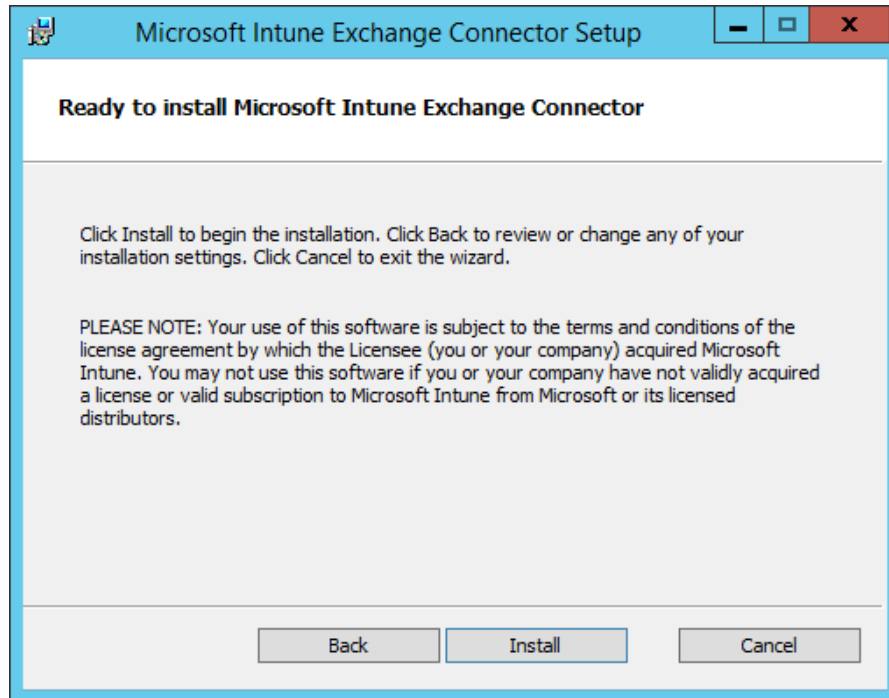 Microsoft Intune Exchange Connector Setup
Ready to install Microsoft Intune Exchange Connector
Click Install to begin the installation. Click Back to review or change any of your
installation settings. Click Cancel to exit the wizard.
PLEASE NOTE: Your use of this software is subject to the terms and conditions of the
license agreement by which the Licensee (you or your company) acquired Microsoft
Intune. You may not use this software if you or your company have not validly acquired
a license or valid subscription to Microsoft Intune from Microsoft or its licensed
distributors.
Back Install Cancel